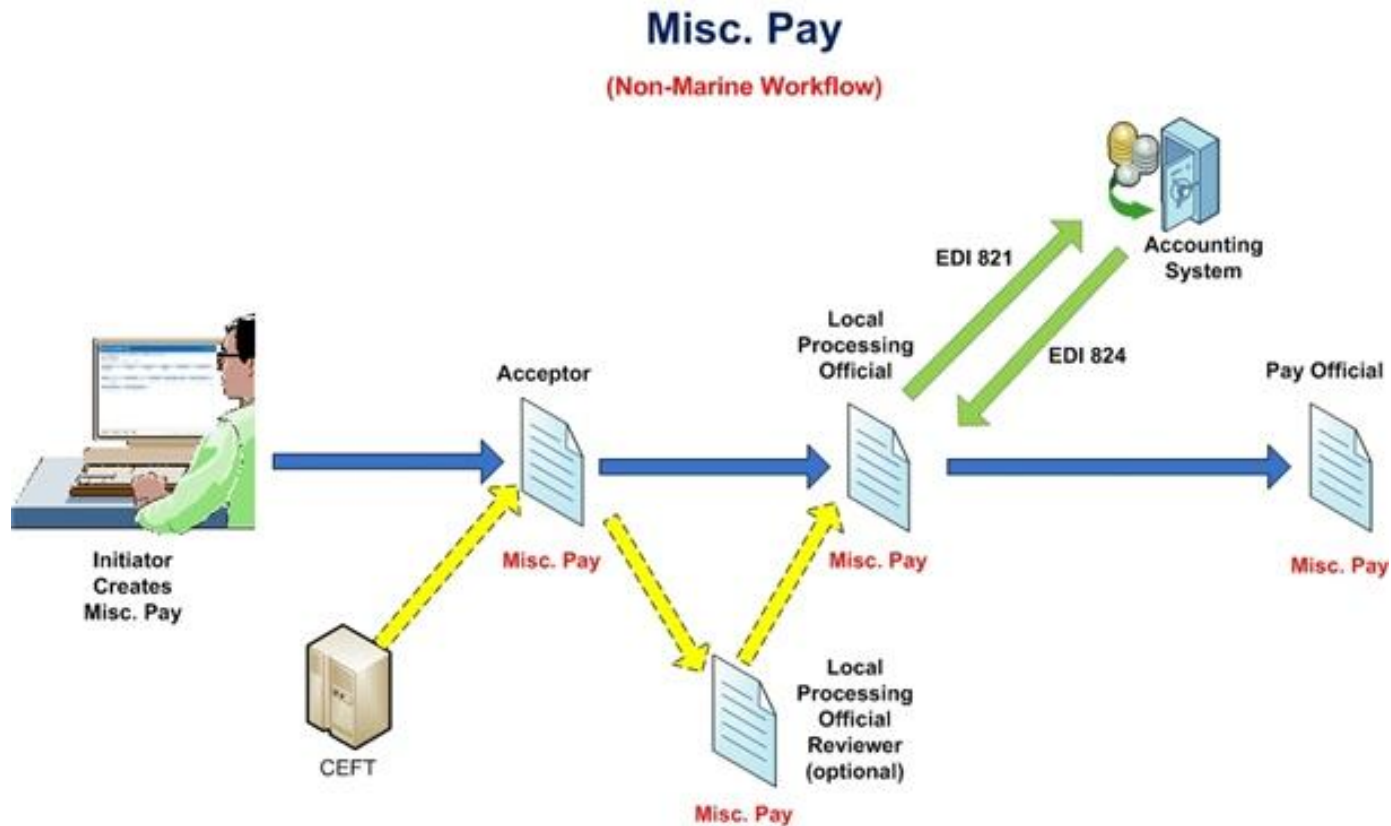 Misc. Pay
(Non-Marine Workflow)
Accounting
System
EDI 821
EDI 824
Local
Processing
Official
Acceptor
Pay Official
Misc. Pay
Misc. Pay
Misc. Pay
Initiator
Creates
Misc. Pay
CEFT
Local
Processing
Official
Reviewer
(optional)
Misc. Pay